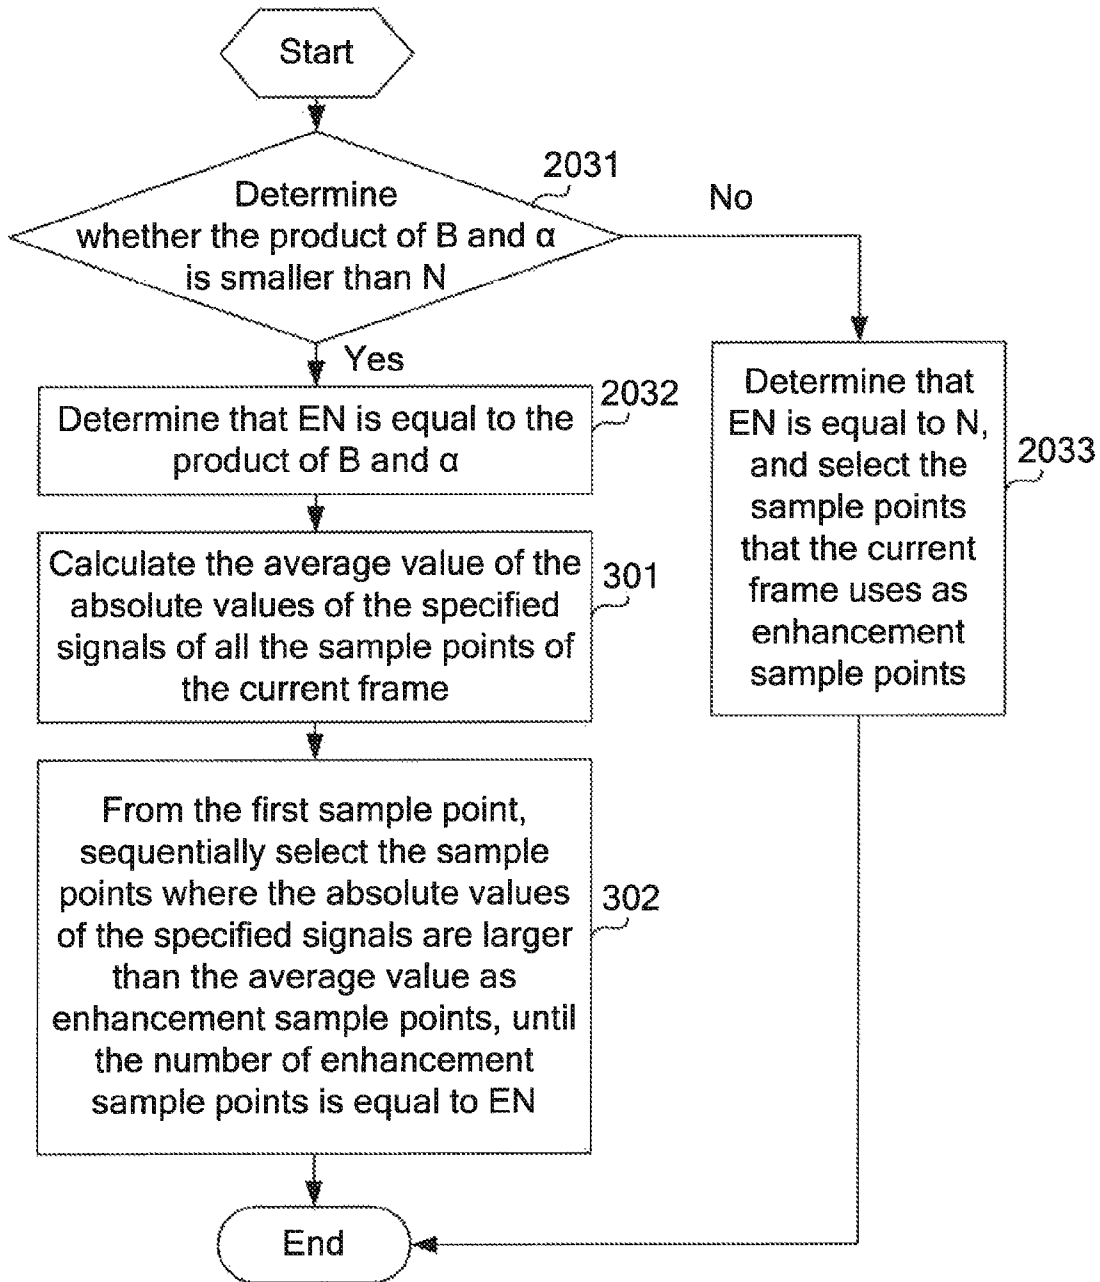 Start
2031
Determine
whether the product of B and α
is smaller than N
No
Yes
2032
Determine that EN is equal to the
product of B and α
Determine that
EN is equal to N,
and select the
sample points
that the current
frame uses as
enhancement
sample points
2033
Calculate the average value of the
absolute values of the specified
signals of all the sample points of
the current frame
301
From the first sample point,
sequentially select the sample
points where the absolute values
of the specified signals are larger
than the average value as
enhancement sample points, until
the number of enhancement
sample points is equal to EN
302
End